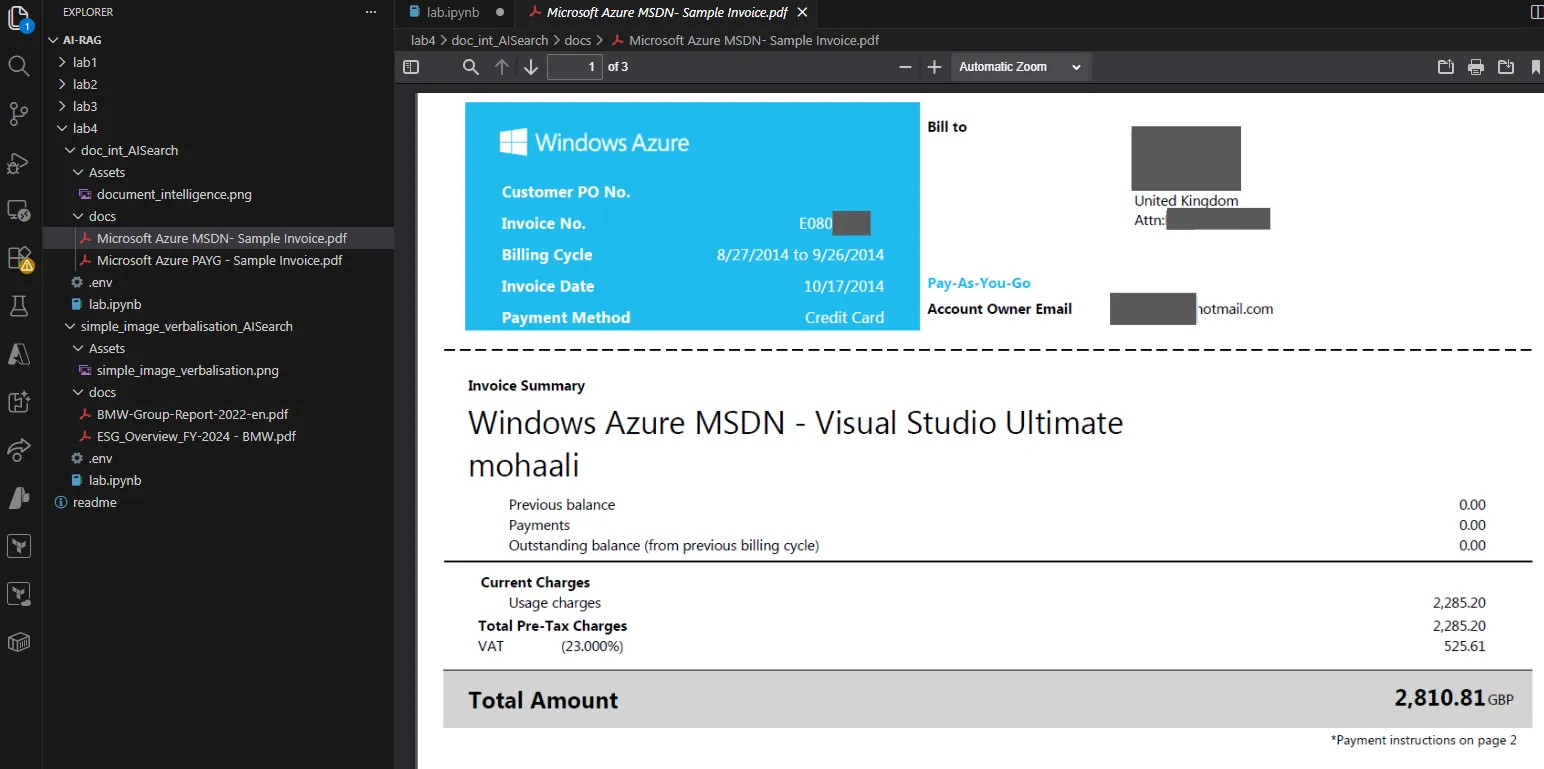 1
EXPLORER
...
AI-RAG
lab1
lab2
lab3
lab4
doc_int_AISearch
Assets
document_intelligence.png
docs
Microsoft Azure MSDN- Sample Invoice.pdf
Microsoft Azure PAYG - Sample Invoice.pdf
.env
lab.ipynb
simple_image_verbalisation_AISearch
Assets
simple_image_verbalisation.png
docs
BMW-Group-Report-2022-en.pdf
ESG_Overview_FY-2024 - BMW.pdf
.env
lab.ipynb
readme
lab.ipynb
Microsoft Azure MSDN- Sample Invoice.pdf
lab4 > doc_int_AISearch > docs > Microsoft Azure MSDN- Sample Invoice.pdf
1 of 3
Automatic Zoom
Windows Azure
Customer PO No.
Invoice No. E080
Billing Cycle 8/27/2014 to 9/26/2014
Invoice Date 10/17/2014
Payment Method Credit Card
Bill to
United Kingdom
Attn:
Pay-As-You-Go
Account Owner Email hotmail.com
Invoice Summary
Windows Azure MSDN - Visual Studio Ultimate
mohaali
Previous balance 0.00
Payments 0.00
Outstanding balance (from previous billing cycle) 0.00
Current Charges
Usage charges 2,285.20
Total Pre-Tax Charges 2,285.20
VAT (23.000%) 525.61
Total Amount 2,810.81 GBP
*Payment instructions on page 2